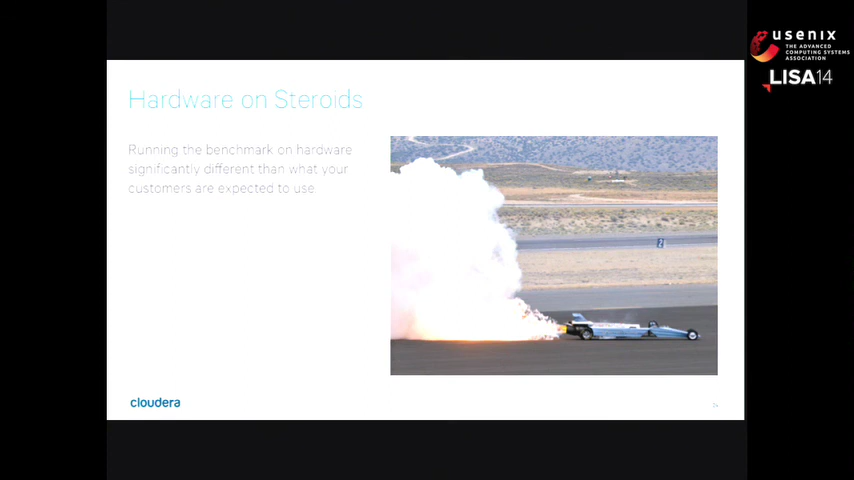 usenix
THE ADVANCED
COMPUTING SYSTEMS
ASSOCIATION
LISA14
Hardware on Steroids
Running the benchmark on hardware
significantly different than what your
customers are expected to use
2
cloudera